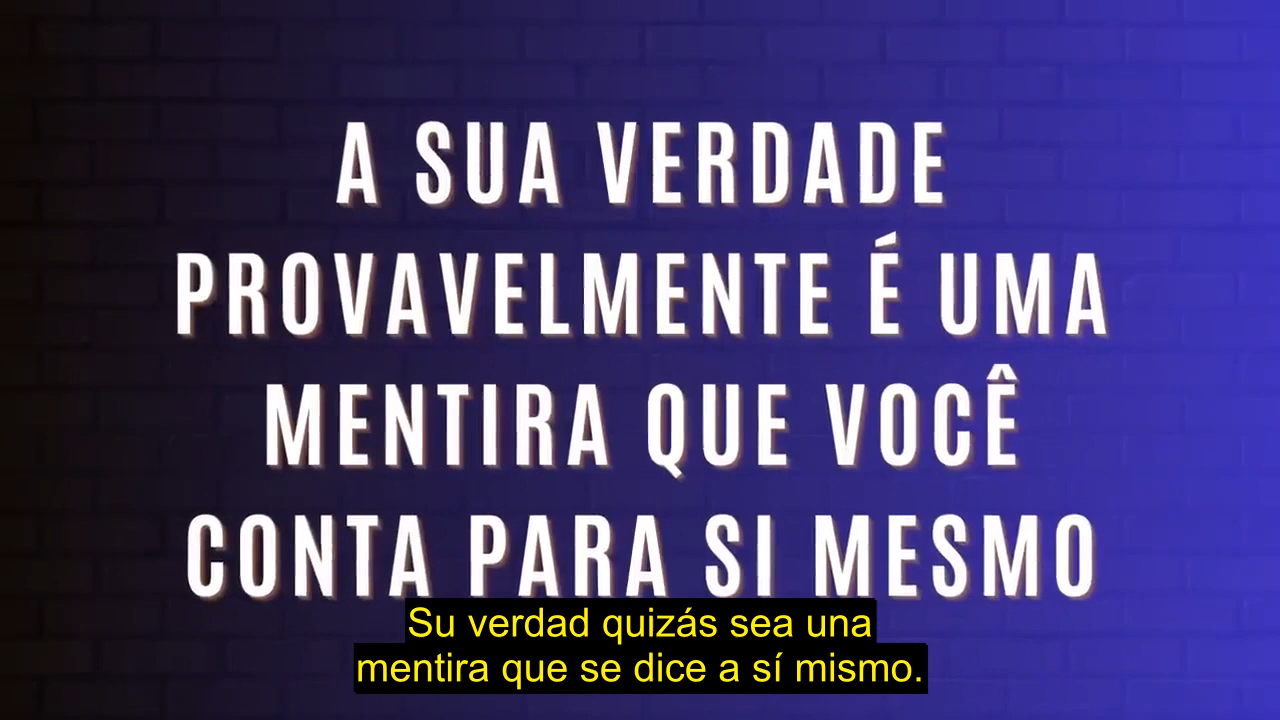 A SUA VERDADE
PROVAVELMENTE É UMA
MENTIRA QUE VOCÊ
CONTA PARA SI MESMO
Su verdad quizás sea una
mentira que se dice a sí mismo.